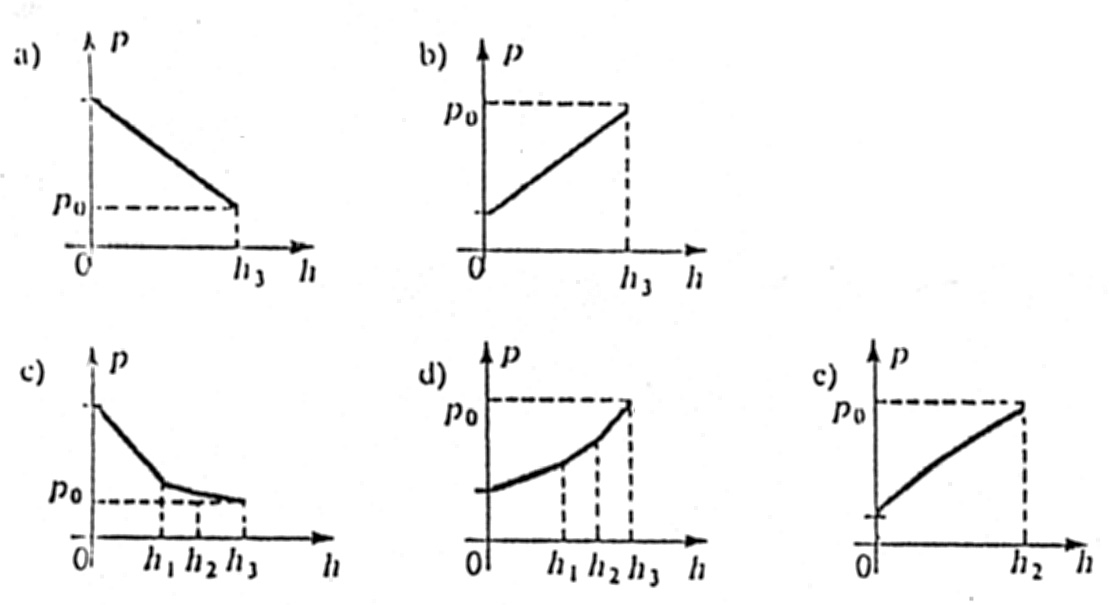 a) p
b) p
p₀
p₀
0 h₃ h
0 h₃ h
c) p
d) p
c) p
p₀
p₀
p₀
0 h₁ h₂ h₃ h
0 h₁ h₂ h₃ h
0 h₂ h